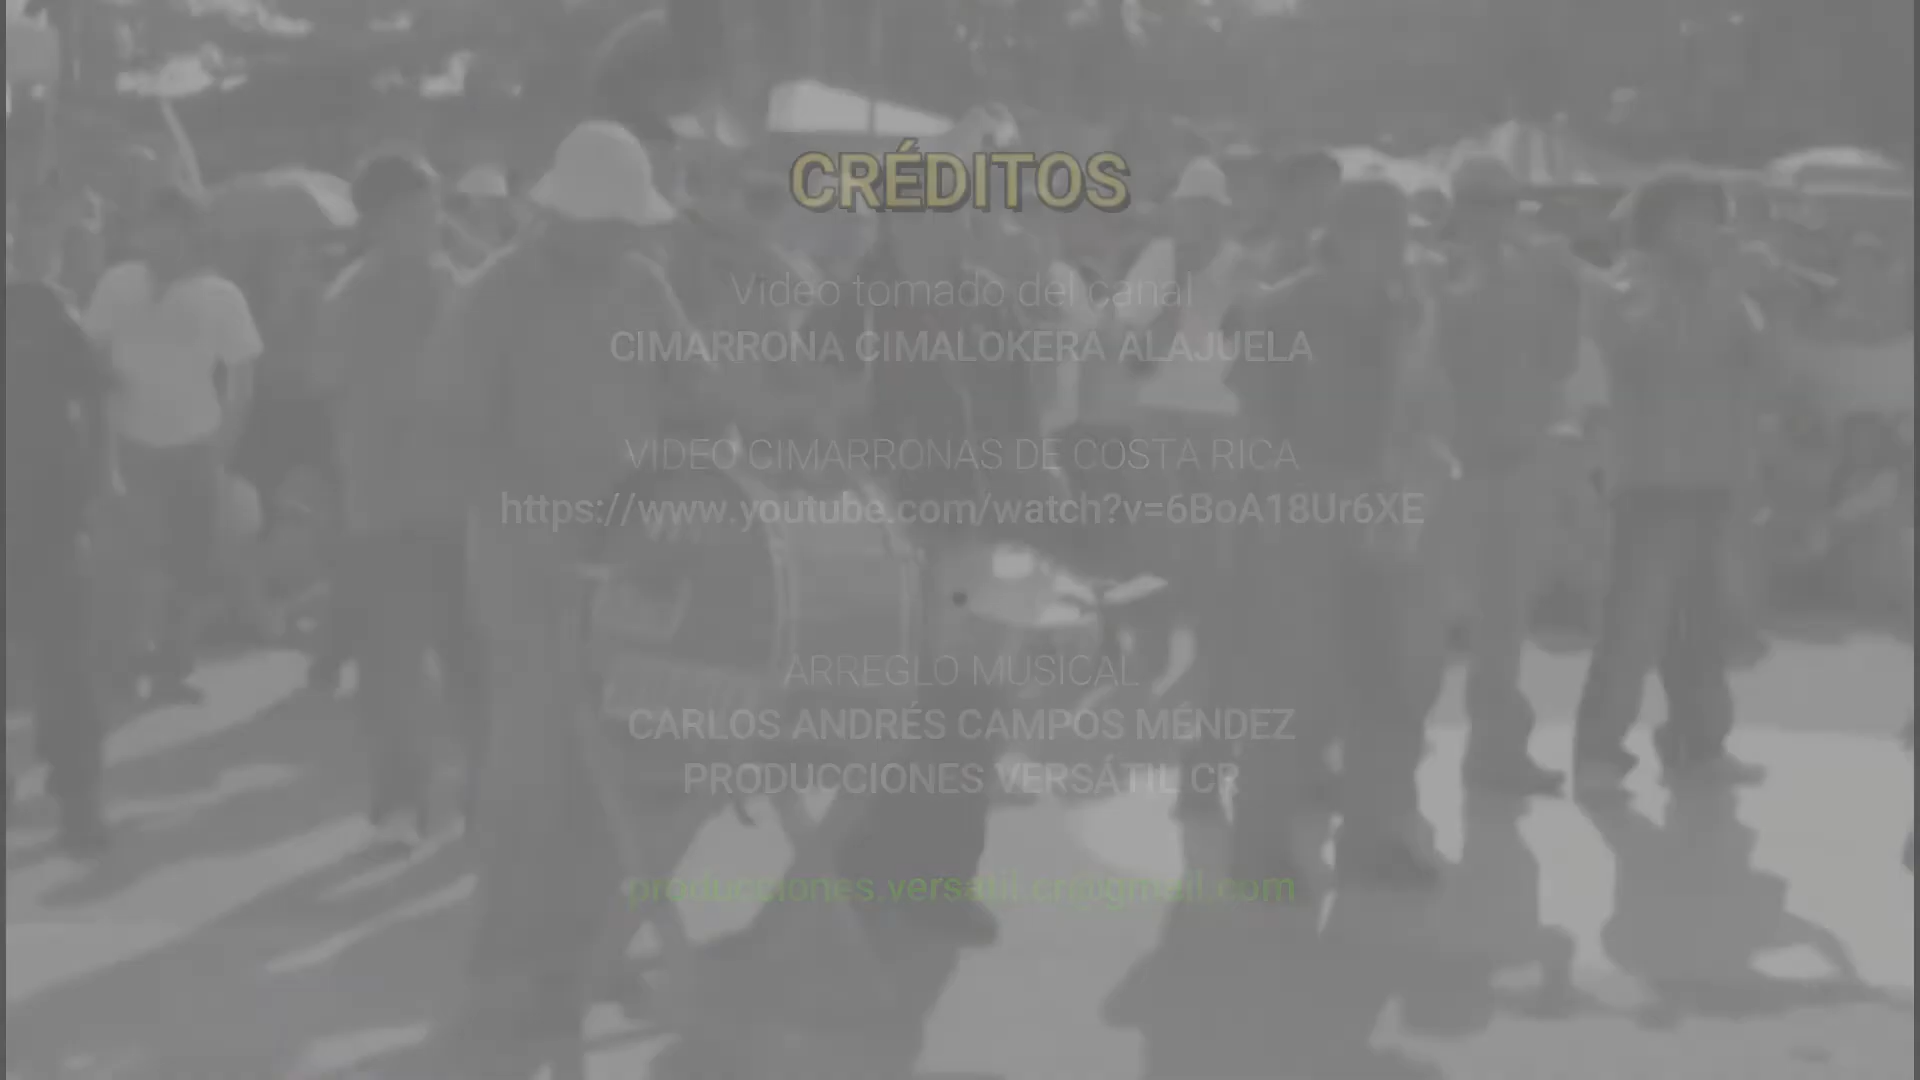 CRÉDITOS
Video tomado del canal
CIMARRONA CIMALOKERA ALAJUELA
VIDEO CIMARRONAS DE COSTA RICA
https://www.youtube.com/watch?v=6BoA18Ur6XE
ARREGLO MUSICAL
CARLOS ANDRÉS CAMPOS MÉNDEZ
PRODUCCIONES VERSÁTIL CR
producciones.versatil.cr@gmail.com